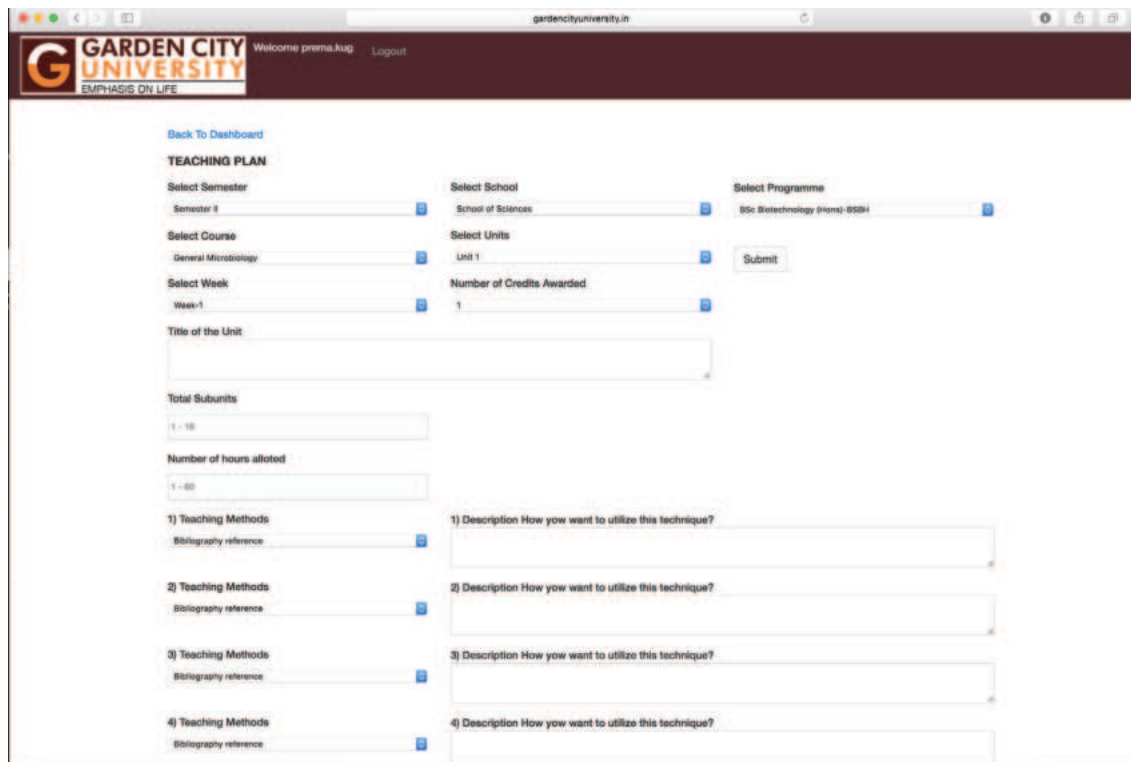 gardencityuniversity.in
GARDEN CITY
UNIVERSITY
EMPHASIS ON LIFE
Welcome prema.kug Logout
Back To Dashboard
TEACHING PLAN
Select Semester Select School Select Programme
Semester II School of Sciences BSc Biotechnology (Hons)-BSBH
Select Course Select Units
General Microbiology Unit 1 Submit
Select Week Number of Credits Awarded
Week-1 1
Title of the Unit
Total Subunits
1 - 16
Number of hours alloted
1 - 60
1) Teaching Methods 1) Description How yow want to utilize this technique?
Bibliography reference
2) Teaching Methods 2) Description How yow want to utilize this technique?
Bibliography reference
3) Teaching Methods 3) Description How yow want to utilize this technique?
Bibliography reference
4) Teaching Methods 4) Description How yow want to utilize this technique?
Bibliography reference